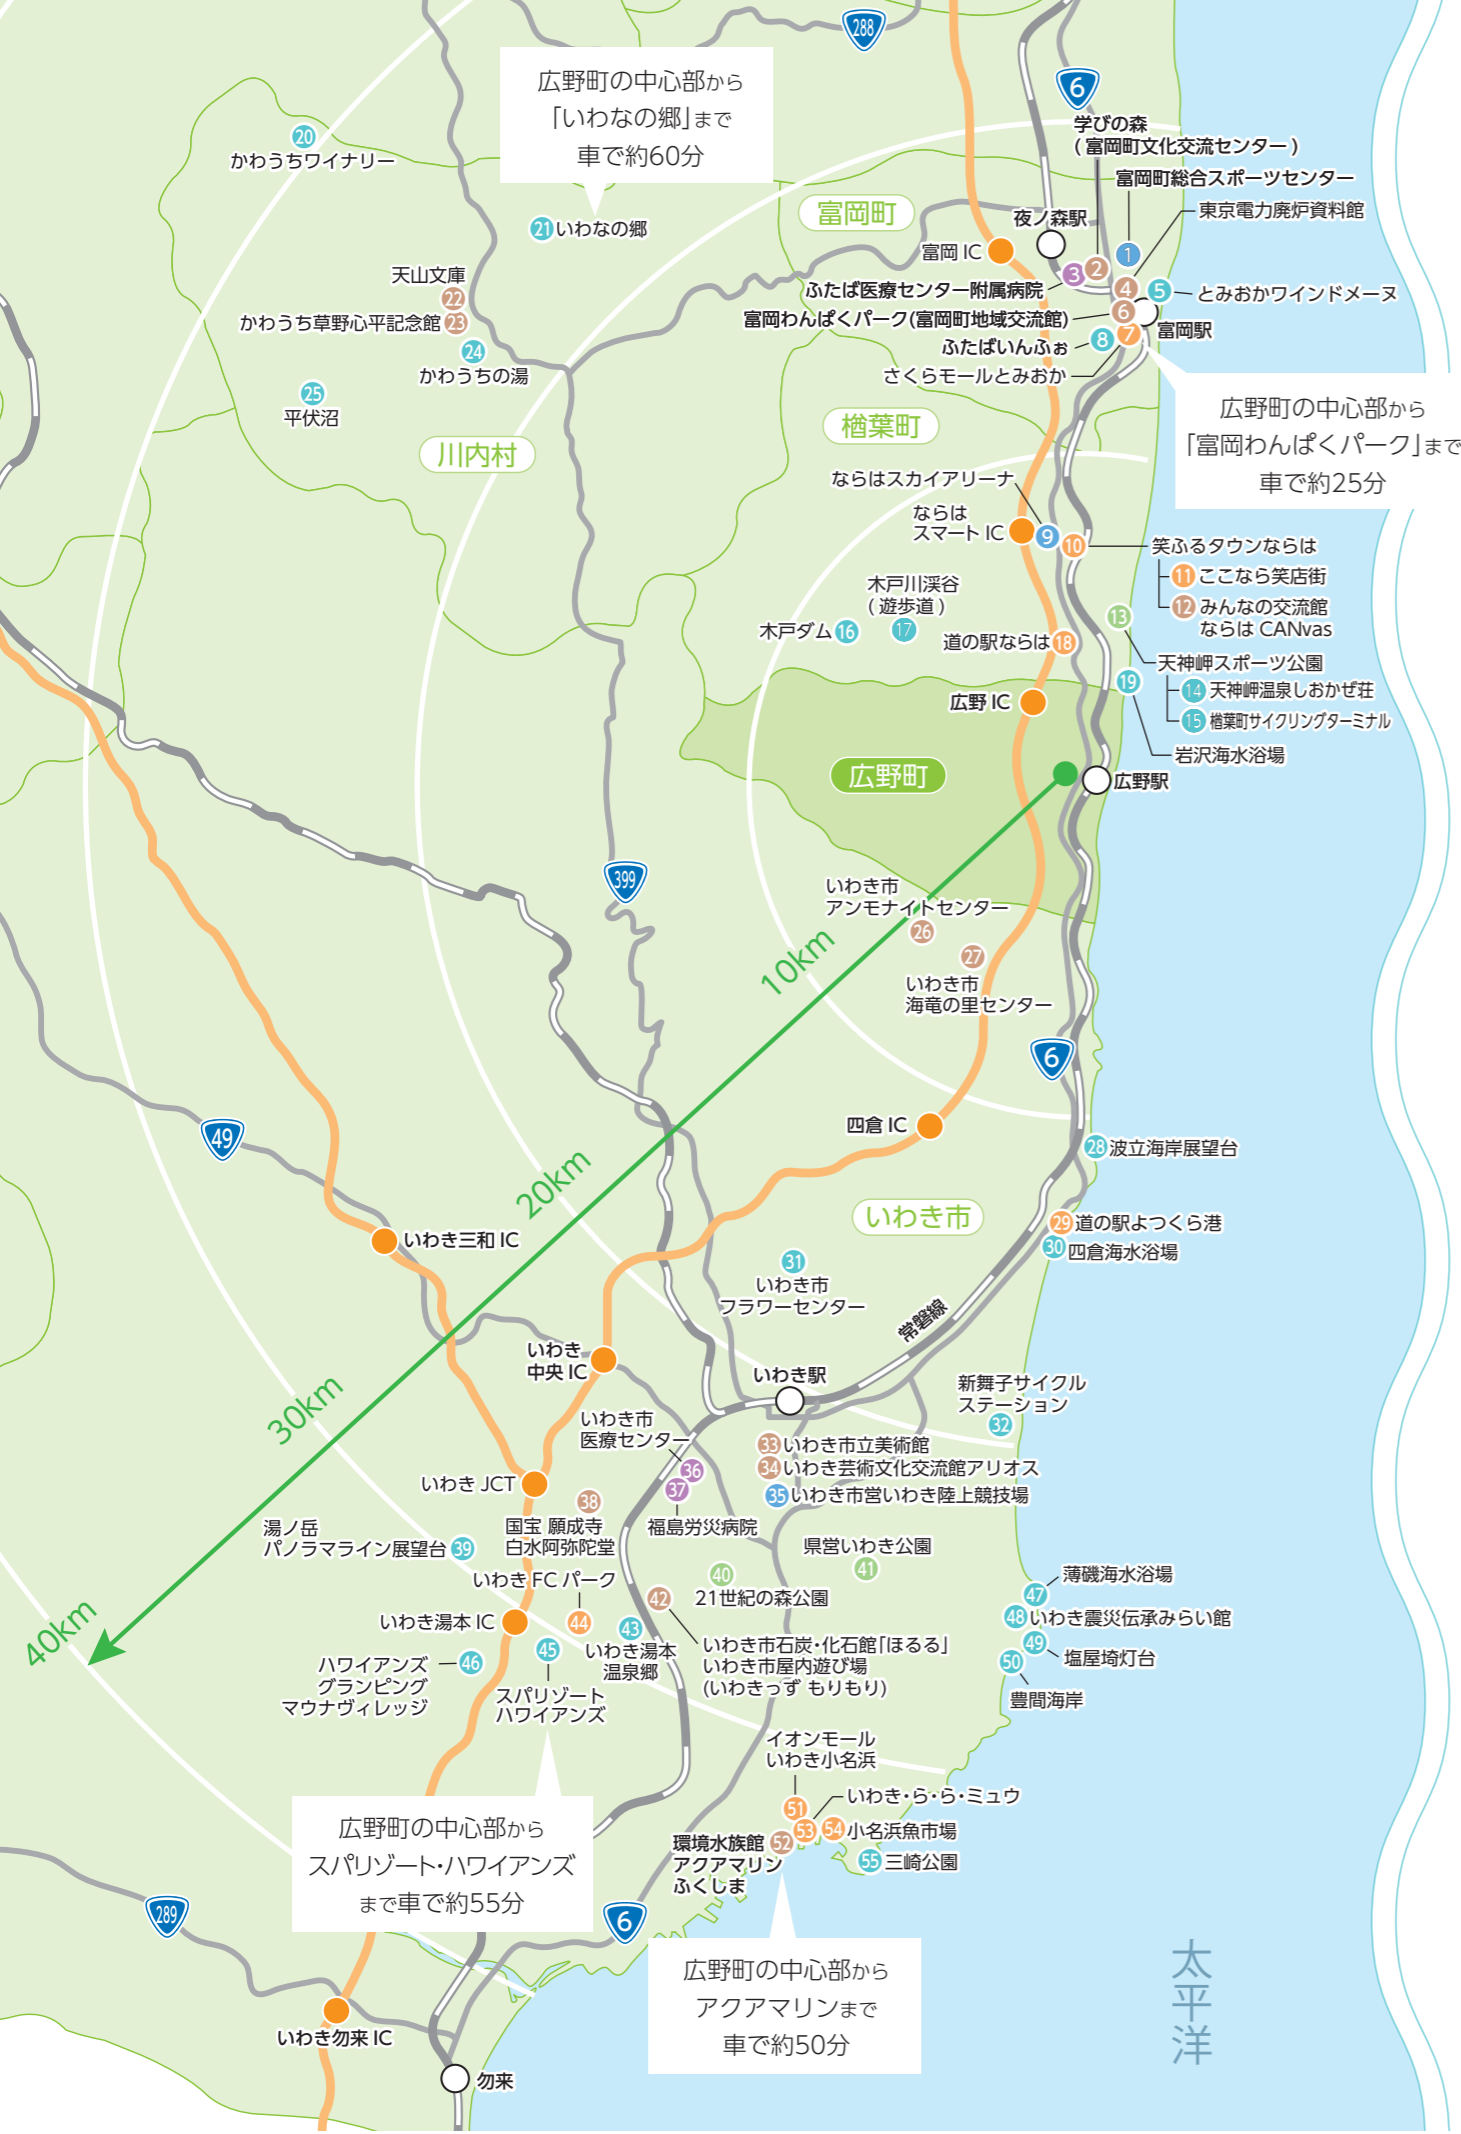 288
6
広野町の中心部から
「いわなの郷」まで
車で約60分
学びの森
(富岡町文化交流センター)
富岡町総合スポーツセンター
東京電力廃炉資料館
20
かわうちワイナリー
富岡町
夜ノ森駅
21 いわなの郷
富岡 IC
1
2
3
4
5
とみおかワインドメーヌ
ふたば医療センター附属病院
天山文庫
22
かわうち草野心平記念館 23
富岡わんぱくパーク(富岡町地域交流館)
6
富岡駅
ふたばいんふぉ
8
7
さくらモールとみおか
24
かわうちの湯
25
平伏沼
広野町の中心部から
「富岡わんぱくパーク」まで
車で約25分
楢葉町
川内村
ならはスカイアリーナ
ならは
スマート IC
9
10
笑ふるタウンならは
11 ここなら笑店街
12 みんなの交流館
ならは CANvas
木戸川渓谷
(遊歩道)
木戸ダム 16
17
13
道の駅ならは 18
天神岬スポーツ公園
14 天神岬温泉しおかぜ荘
15 楢葉町サイクリングターミナル
19
岩沢海水浴場
広野 IC
広野町
広野駅
399
いわき市
アンモナイトセンター
26
27
いわき市
海竜の里センター
10km
6
四倉 IC
49
28 波立海岸展望台
20km
いわき市
29 道の駅よつくら港
30 四倉海水浴場
いわき三和 IC
31
いわき市
フラワーセンター
常磐線
いわき
中央 IC
いわき駅
新舞子サイクル
ステーション
32
30km
いわき市
医療センター
33 いわき市立美術館
34 いわき芸術文化交流館アリオス
35 いわき市営いわき陸上競技場
36
37
いわき JCT
38
国宝 願成寺
白水阿弥陀堂
福島労災病院
湯ノ岳
パノラマライン展望台 39
県営いわき公園
41
40
21世紀の森公園
いわき FC パーク
42
薄磯海水浴場
47
いわき湯本 IC
44
43
48 いわき震災伝承みらい館
40km
いわき湯本
温泉郷
いわき市石炭・化石館「ほるる」
いわき市屋内遊び場
(いわきっず もりもり)
49
塩屋埼灯台
50
豊間海岸
ハワイアンズ
グランピング
マウナヴィレッジ
46
45
スパリゾート
ハワイアンズ
イオンモール
いわき小名浜
いわき・ら・ら・ミュウ
51
53
54 小名浜魚市場
広野町の中心部から
スパリゾート・ハワイアンズ
まで車で約55分
環境水族館
アクアマリン
ふくしま
52
55 三崎公園
289
6
広野町の中心部から
アクアマリンまで
車で約50分
太平洋
いわき勿来 IC
勿来